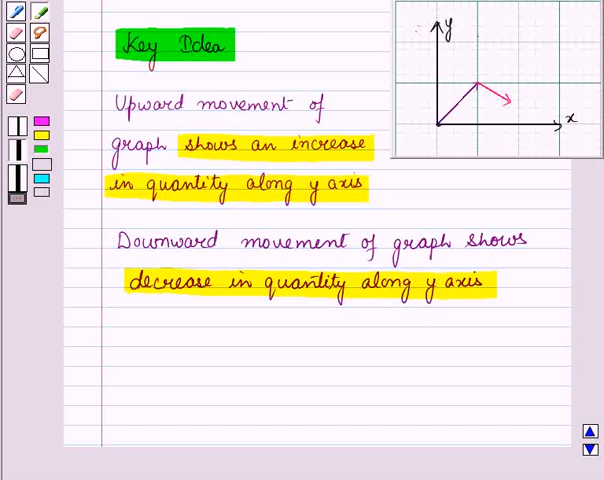 Key Idea
Upward movement of
graph shows an increase
in quantity along y axis
Downward movement of graph shows
decrease in quantity along y axis
y
x